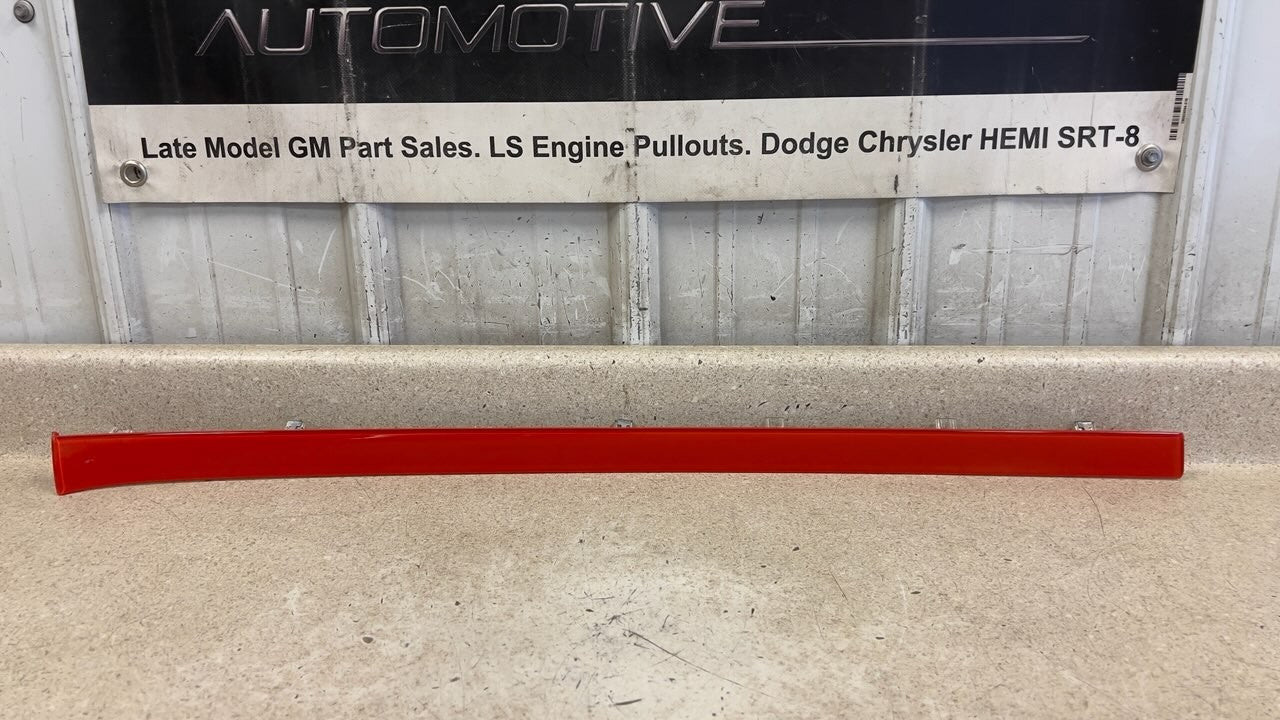 AUTOMOTIVE
Late Model GM Part Sales. LS Engine Pullouts. Dodge Chrysler HEMI SRT-8